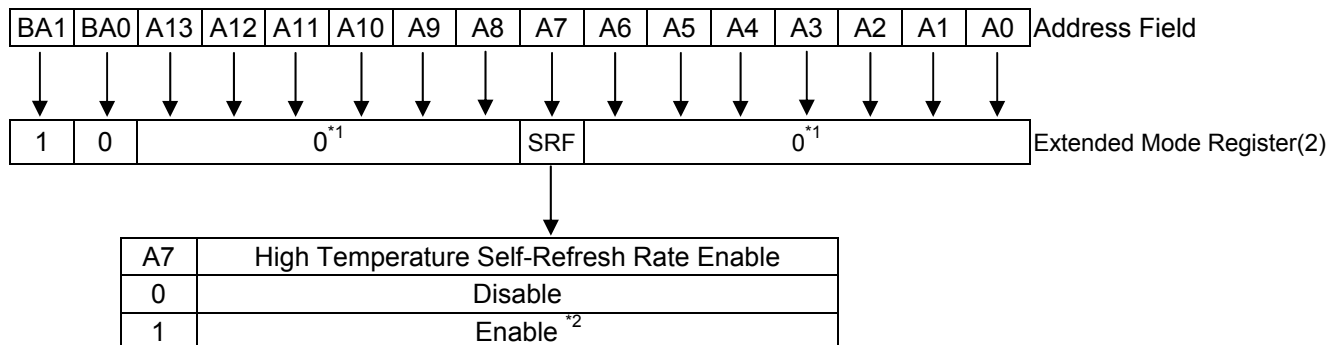 BA1 BA0 A13 A12 A11 A10 A9 A8 A7 A6 A5 A4 A3 A2 A1 A0 Address Field
1 0 0*1 SRF 0*1 Extended Mode Register(2)
A7 High Temperature Self-Refresh Rate Enable
0 Disable
1 Enable *2